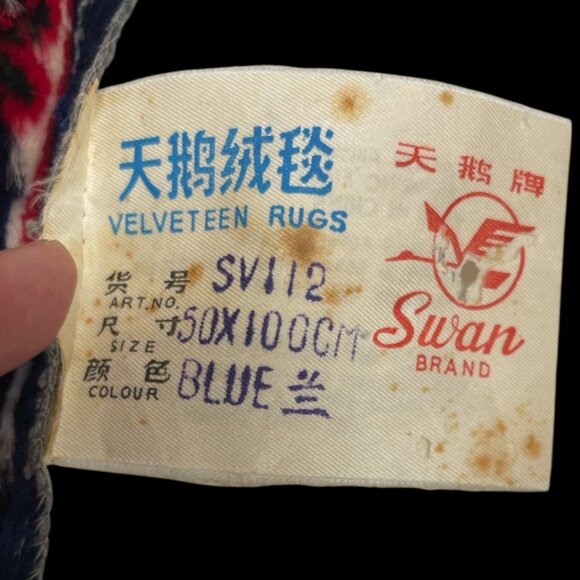 天鹅绒毯
VELVETEEN RUGS
货号 SV112
ART.NO.
尺寸 50X100CM
SIZE
颜色 BLUE 兰
COLOUR
天鹅牌
Swan
BRAND